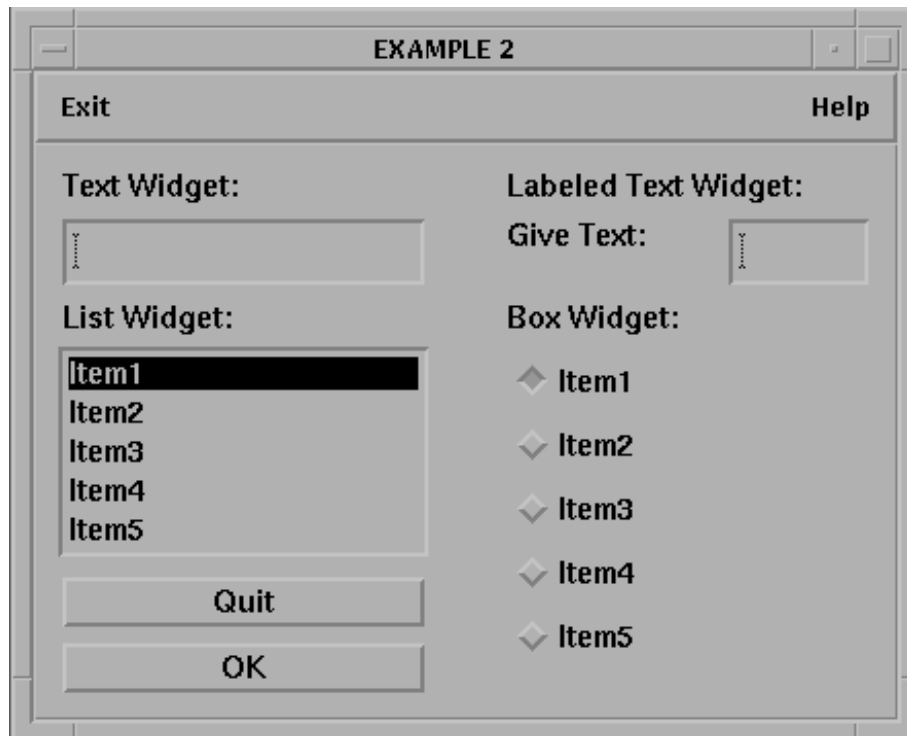 EXAMPLE 2
Exit
Help
Text Widget:
Labeled Text Widget:
Give Text:
List Widget:
Item1
Item2
Item3
Item4
Item5
Box Widget:
Item1
Item2
Item3
Item4
Item5
Quit
OK